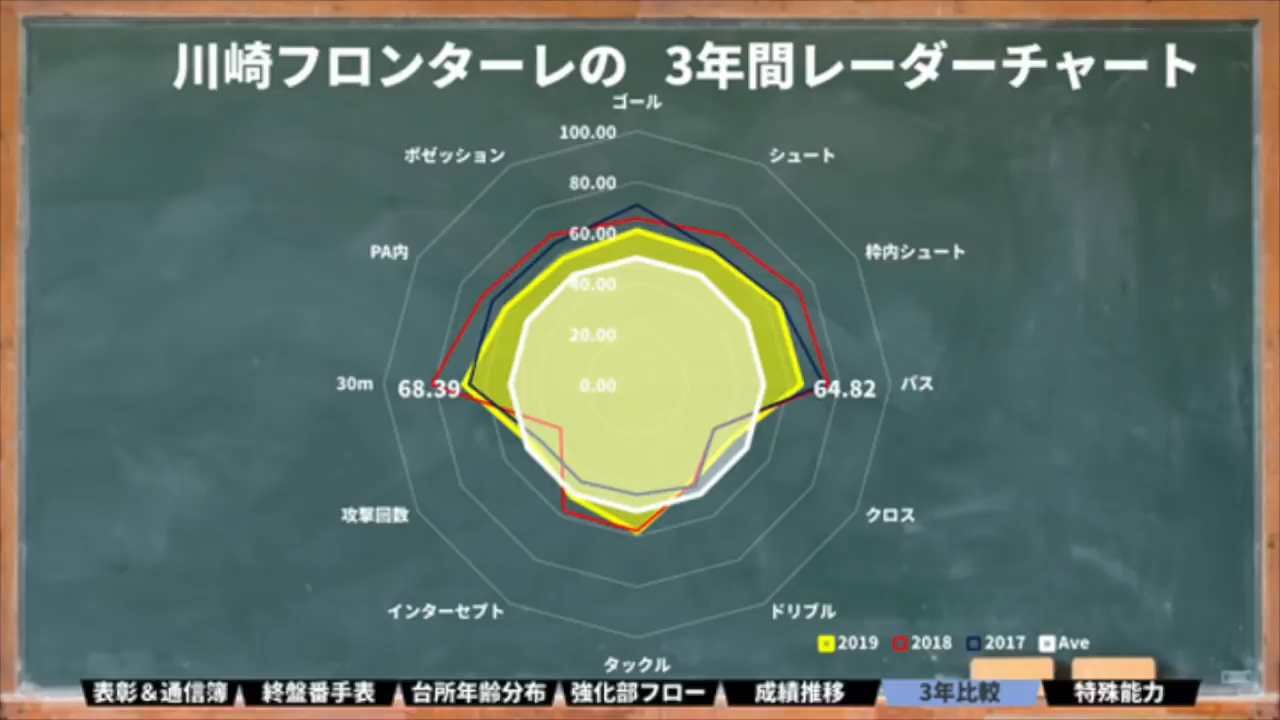 川崎フロンターレの 3年間レーダーチャート
ゴール
100.00
ポゼッション
シュート
80.00
60.00
PA内
枠内シュート
40.00
20.00
30m
68.39
0.00
64.82
パス
攻撃回数
クロス
インターセプト
ドリブル
2019 2018 2017 Ave
タックル
表彰＆通信簿 終盤番手表 台所年齢分布 強化部フロー 成績推移 3年比較 特殊能力